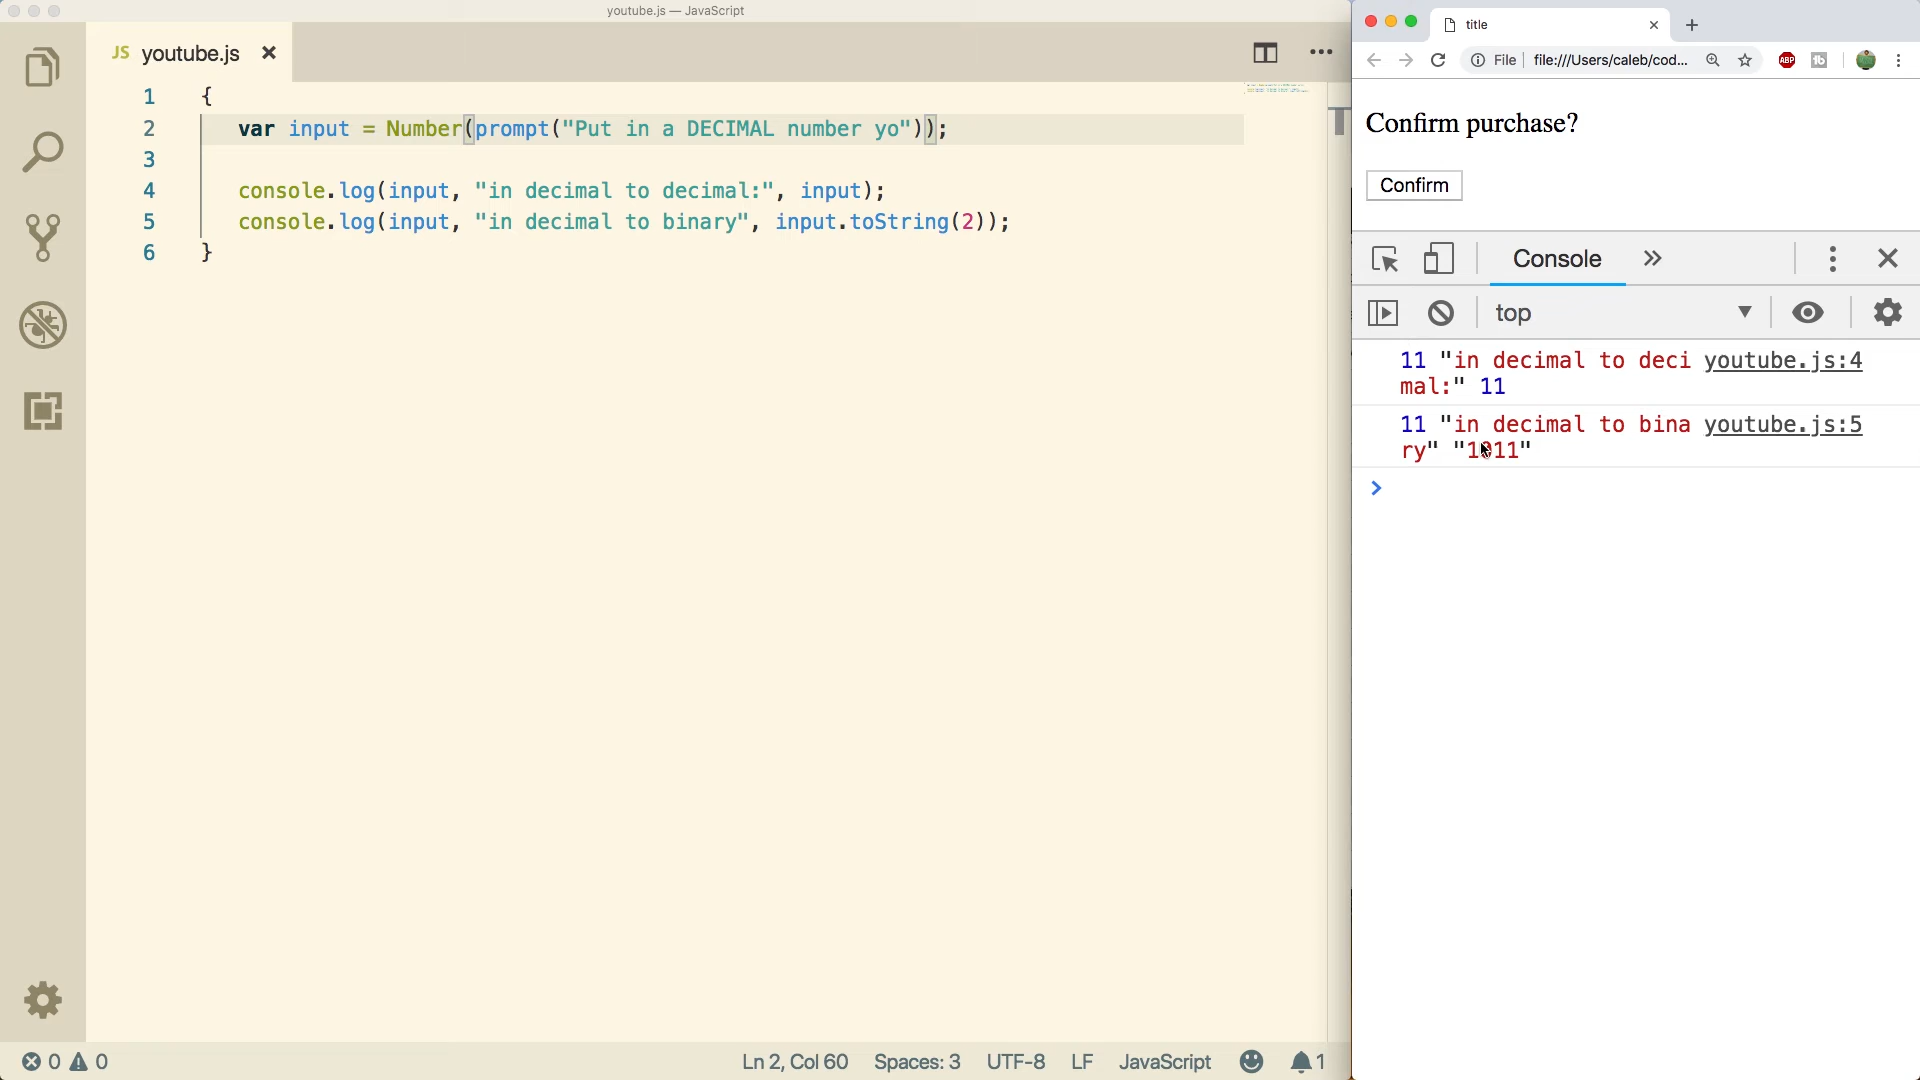 youtube.js — JavaScript
JS youtube.js
1 {
2 var input = Number(prompt("Put in a DECIMAL number yo"));
3
4 console.log(input, "in decimal to decimal:", input);
5 console.log(input, "in decimal to binary", input.toString(2));
6 }
0 0
Ln 2, Col 60 Spaces: 3 UTF-8 LF JavaScript 1
title
File file:///Users/caleb/cod...
ABP
Confirm purchase?
Confirm
Console
top
11 "in decimal to deci youtube.js:4
mal:" 11
11 "in decimal to bina youtube.js:5
ry" "1011"